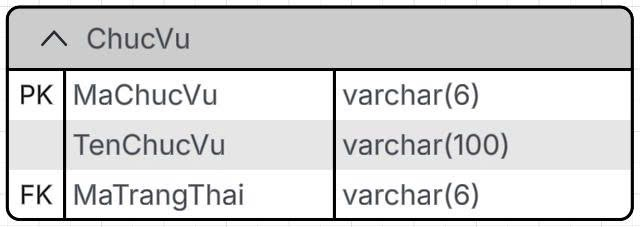 ChucVu
PK MaChucVu varchar(6)
TenChucVu varchar(100)
FK MaTrangThai varchar(6)